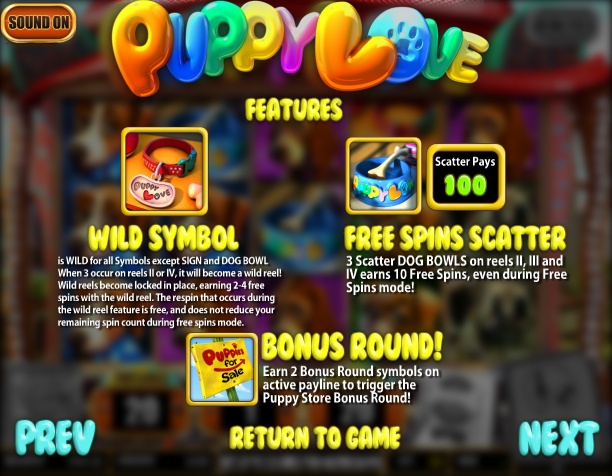 SOUND ON
PUPPY LOVE
FEATURES
Puppy
Love
PUPPY LOVE
Scatter Pays
100
WILD SYMBOL
is WILD for all Symbols except SIGN and DOG BOWL
When 3 occur on reels II or IV, it will become a wild reel!
Wild reels become locked in place, earning 2-4 free
spins with the wild reel. The respin that occurs during
the wild reel feature is free, and does not reduce your
remaining spin count during free spins mode.
FREE SPINS SCATTER
3 Scatter DOG BOWLS on reels II, III and
IV earns 10 Free Spins, even during Free
Spins mode!
Puppies
for
Sale
BONUS ROUND!
Earn 2 Bonus Round symbols on
active payline to trigger the
Puppy Store Bonus Round!
PREV
RETURN TO GAME
NEXT